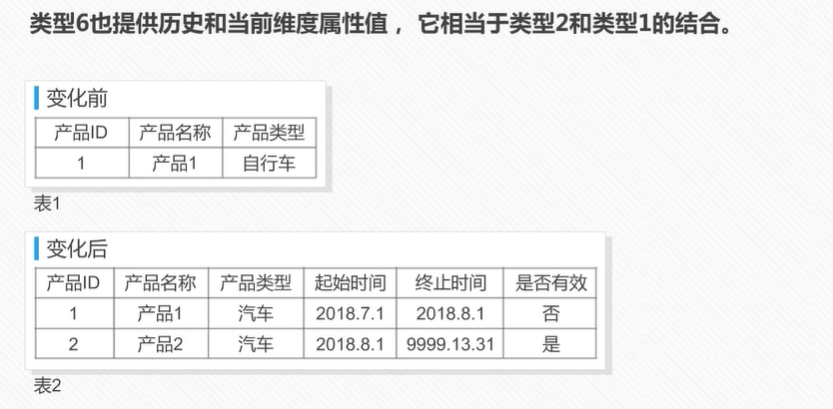 类型6也提供历史和当前维度属性值，它相当于类型2和类型1的结合。
变化前
产品ID 产品名称 产品类型
1 产品1 自行车
表1
变化后
产品ID 产品名称 产品类型 起始时间 终止时间 是否有效
1 产品1 汽车 2018.7.1 2018.8.1 否
2 产品2 汽车 2018.8.1 9999.13.31 是
表2